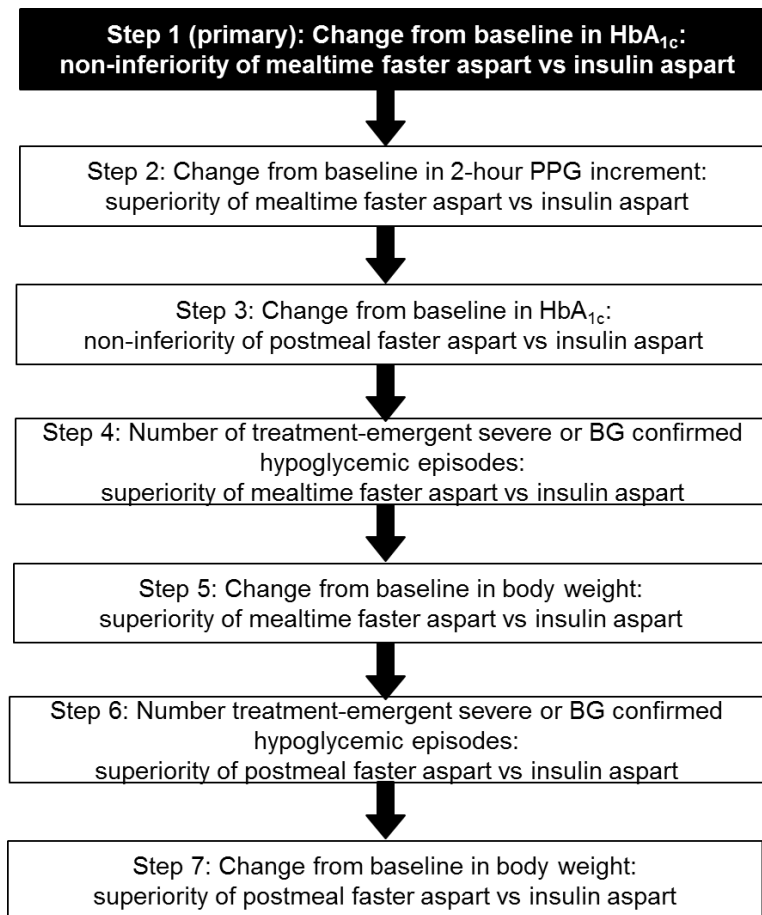 Step 1 (primary): Change from baseline in HbA1c:
non-inferiority of mealtime faster aspart vs insulin aspart
Step 2: Change from baseline in 2-hour PPG increment:
superiority of mealtime faster aspart vs insulin aspart
Step 3: Change from baseline in HbA1c:
non-inferiority of postmeal faster aspart vs insulin aspart
Step 4: Number of treatment-emergent severe or BG confirmed
hypoglycemic episodes:
superiority of mealtime faster aspart vs insulin aspart
Step 5: Change from baseline in body weight:
superiority of mealtime faster aspart vs insulin aspart
Step 6: Number treatment-emergent severe or BG confirmed
hypoglycemic episodes:
superiority of postmeal faster aspart vs insulin aspart
Step 7: Change from baseline in body weight:
superiority of postmeal faster aspart vs insulin aspart